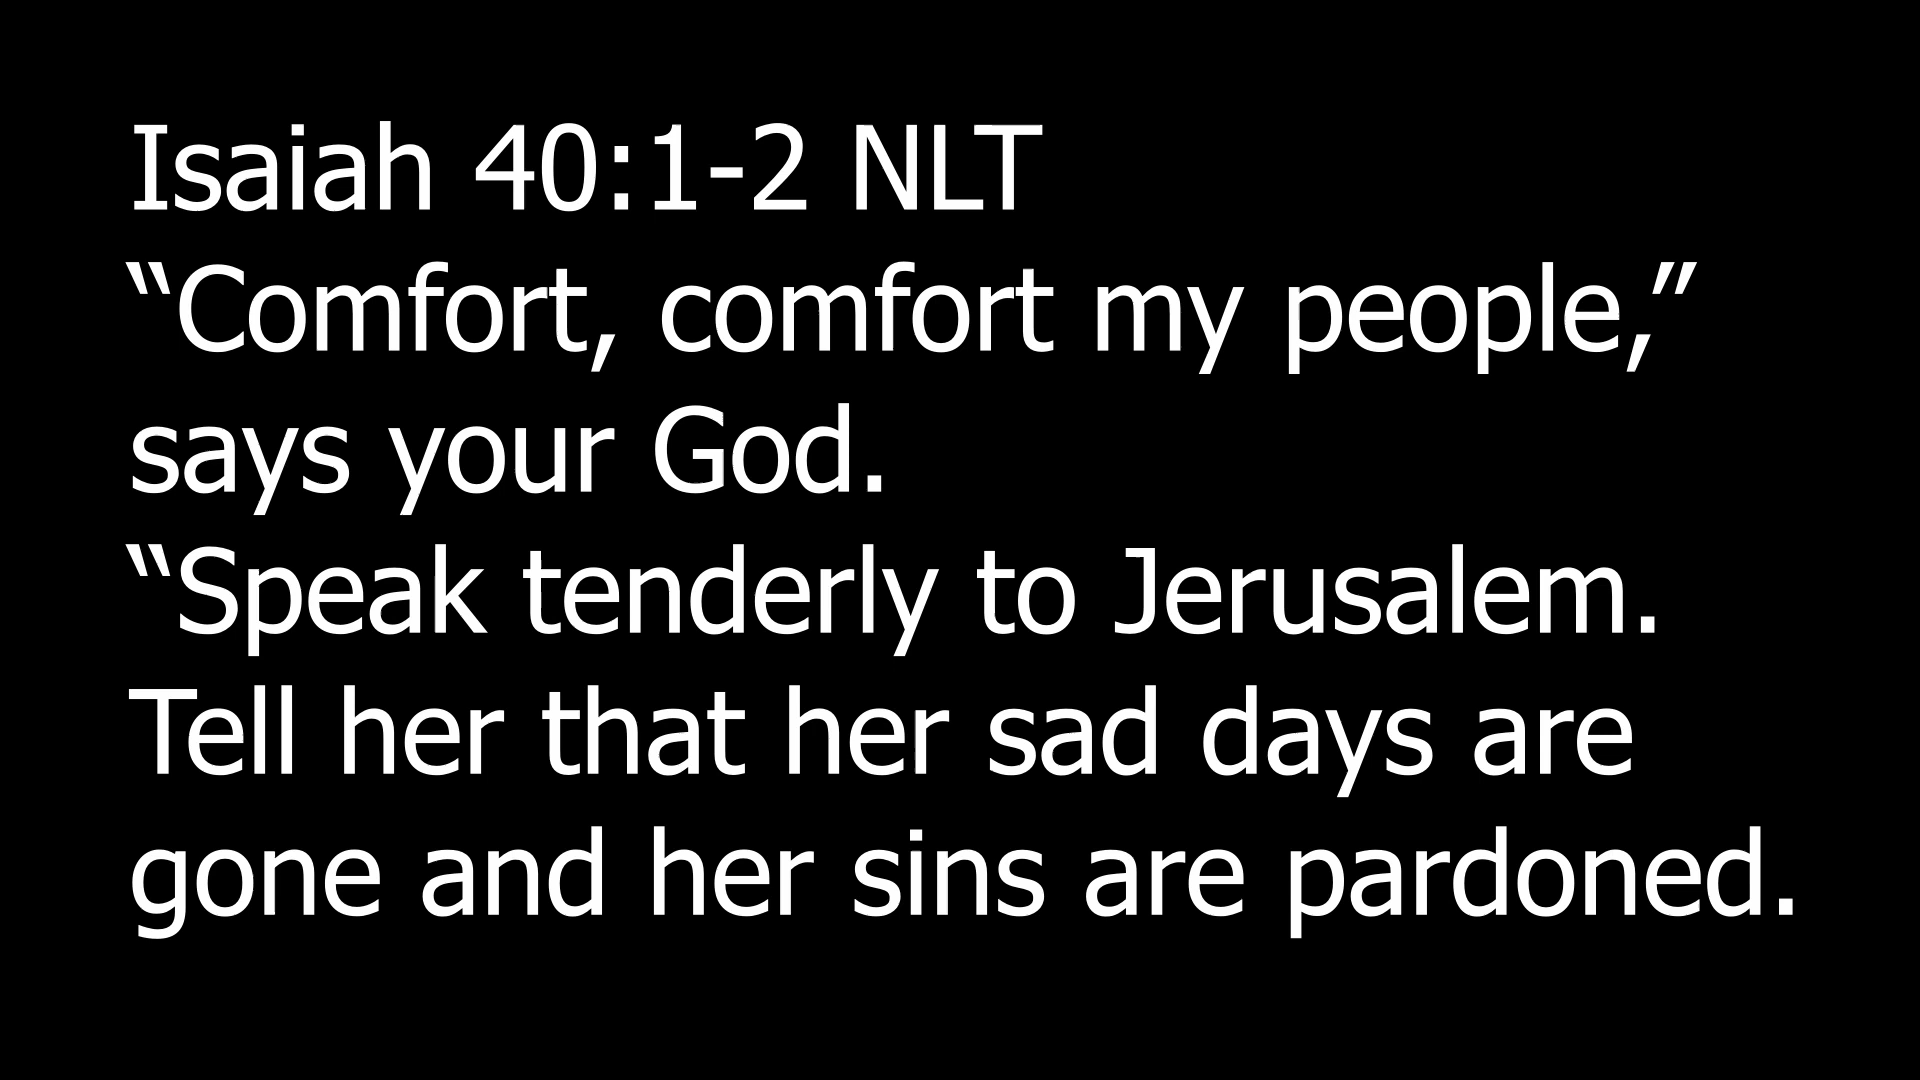 Isaiah 40:1-2 NLT
“Comfort, comfort my people,”
says your God.
“Speak tenderly to Jerusalem.
Tell her that her sad days are
gone and her sins are pardoned.